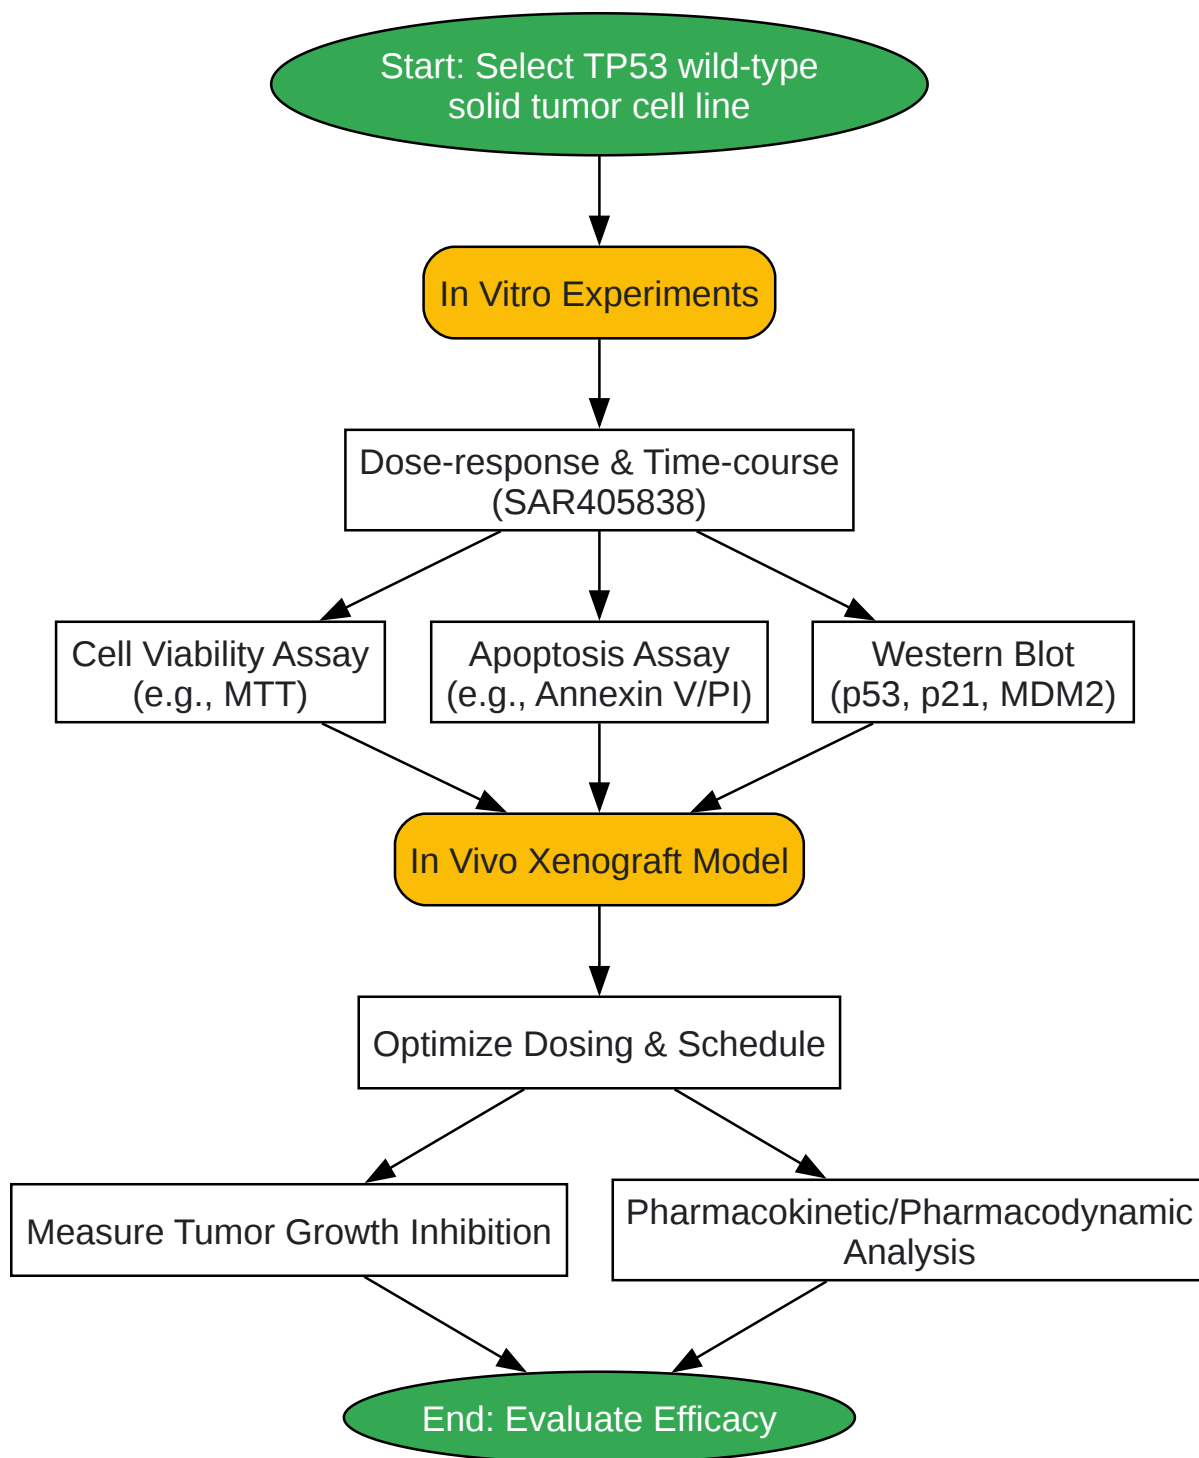 Start: Select TP53 wild-type
solid tumor cell line
In Vitro Experiments
Dose-response & Time-course
(SAR405838)
Cell Viability Assay
(e.g., MTT)
Apoptosis Assay
(e.g., Annexin V/PI)
Western Blot
(p53, p21, MDM2)
In Vivo Xenograft Model
Optimize Dosing & Schedule
Measure Tumor Growth Inhibition
Pharmacokinetic/Pharmacodynamic
Analysis
End: Evaluate Efficacy